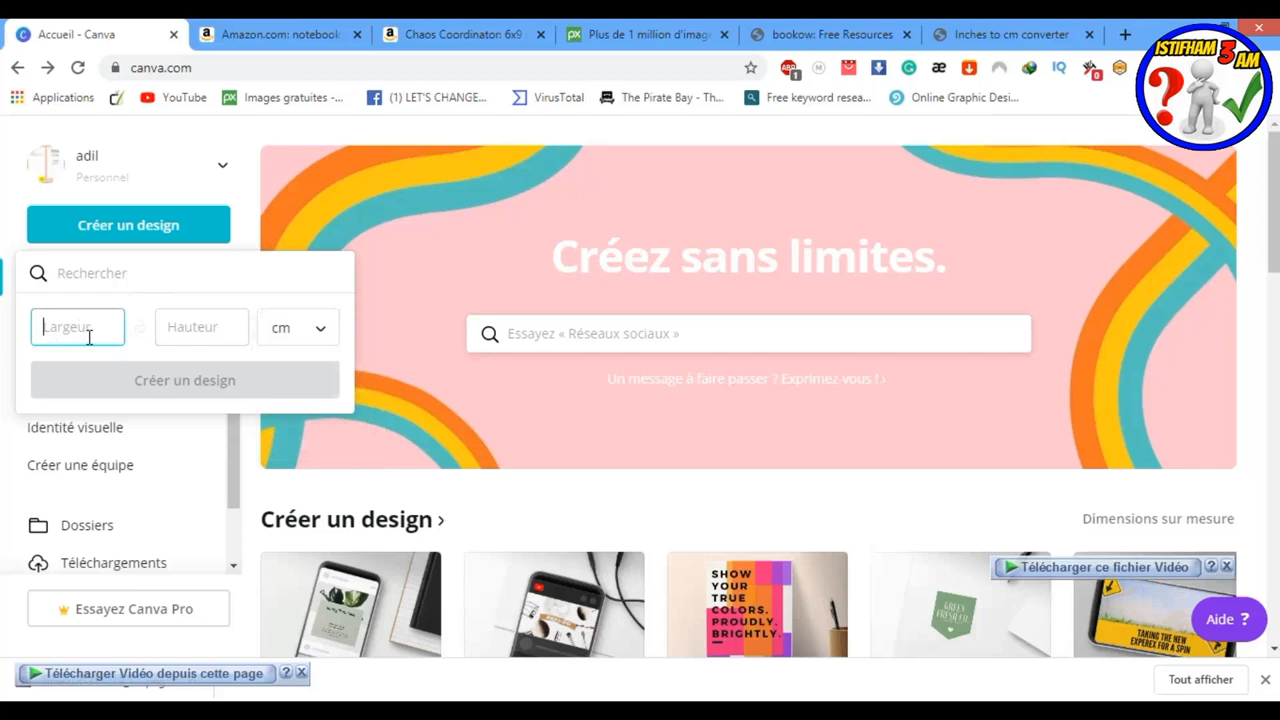 Accueil - Canva
Amazon.com: notebook
Chaos Coordinator: 6x9
Plus de 1 million d'imag
bookow: Free Resources
Inches to cm converter
canva.com
ISTIFHAM 3 AM
Applications
YouTube
Images gratuites -...
(1) LET'S CHANGE...
VirusTotal
The Pirate Bay - Th...
Free keyword resea...
Online Graphic Desi...
adil
Personnel
Créer un design
Rechercher
Largeur
Hauteur
cm
Créer un design
Créez sans limites.
Essayez « Réseaux sociaux »
Un message à faire passer ? Exprimez-vous ! ›
Identité visuelle
Créer une équipe
Dossiers
Téléchargements
Essayez Canva Pro
Créer un design ›
Dimensions sur mesure
SHOW
YOUR
TRUE
COLORS.
PROUDLY.
BRIGHTLY.
TAKING THE NEW
EXPEREX FOR A SPIN
Télécharger ce fichier Vidéo
Aide ?
Télécharger Vidéo depuis cette page
Tout afficher